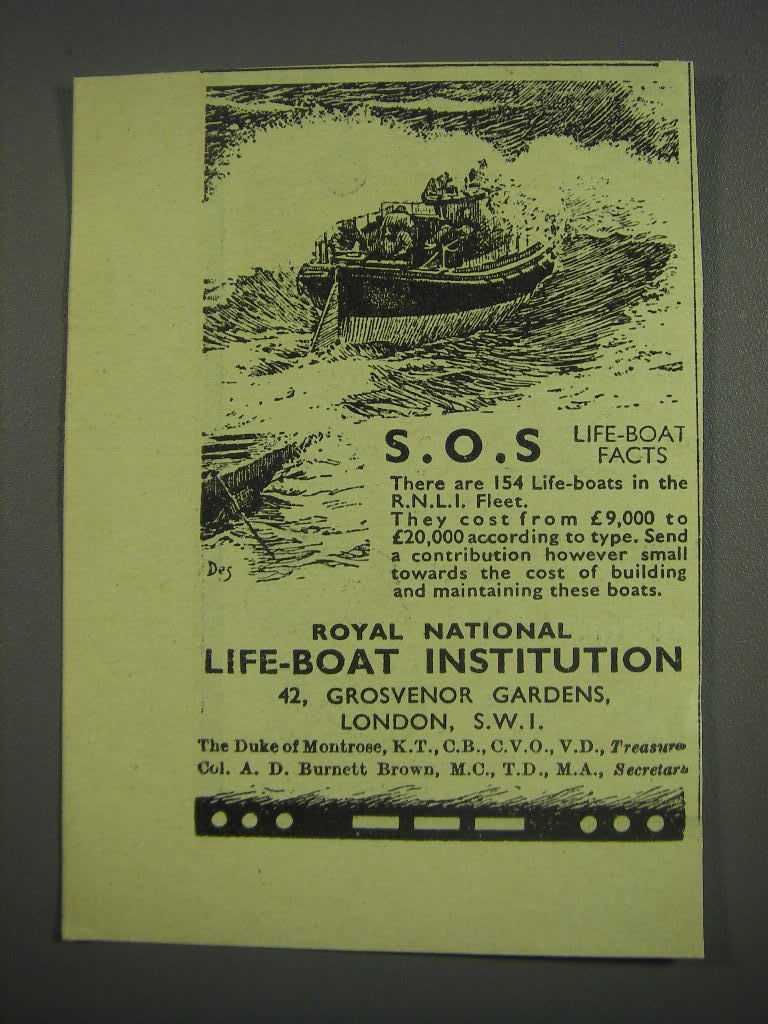 S.O.S
LIFE-BOAT
FACTS
There are 154 Life-boats in the
R.N.L.I. Fleet.
They cost from £9,000 to
£20,000 according to type. Send
a contribution however small
towards the cost of building
and maintaining these boats.
Des
ROYAL NATIONAL
LIFE-BOAT INSTITUTION
42, GROSVENOR GARDENS,
LONDON, S.W.I.
The Duke of Montrose, K.T., C.B., C.V.O., V.D., Treasurer
Col. A. D. Burnett Brown, M.C., T.D., M.A., Secretary